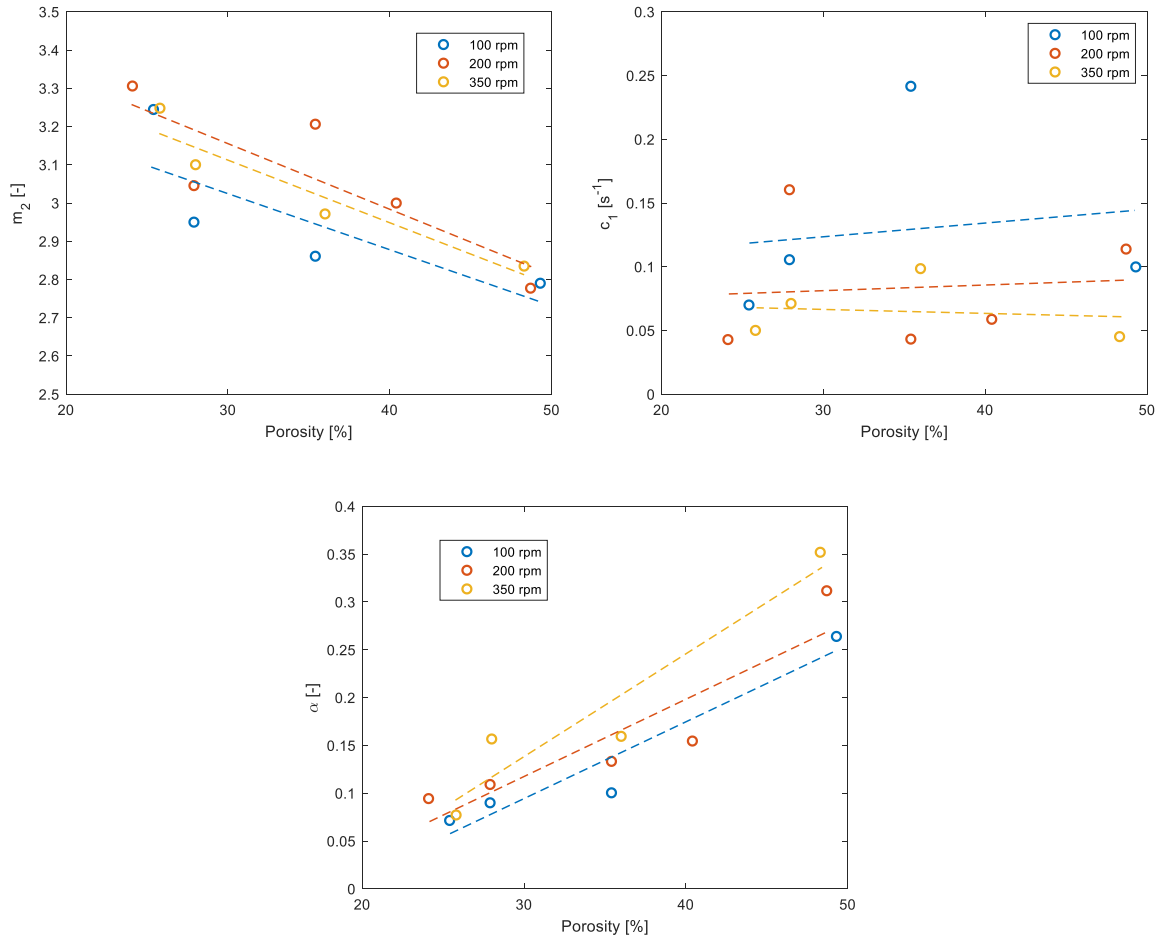 3.5
3.4
3.3
3.2
3.1
3
2.9
2.8
2.7
2.6
2.5
m2 [-]
20 30 40 50
Porosity [%]
100 rpm
200 rpm
350 rpm
0.3
0.25
0.2
0.15
0.1
0.05
0
c1 [s-1]
20 30 40 50
Porosity [%]
100 rpm
200 rpm
350 rpm
0.4
0.35
0.3
0.25
0.2
0.15
0.1
0.05
0
α [-]
20 30 40 50
Porosity [%]
100 rpm
200 rpm
350 rpm